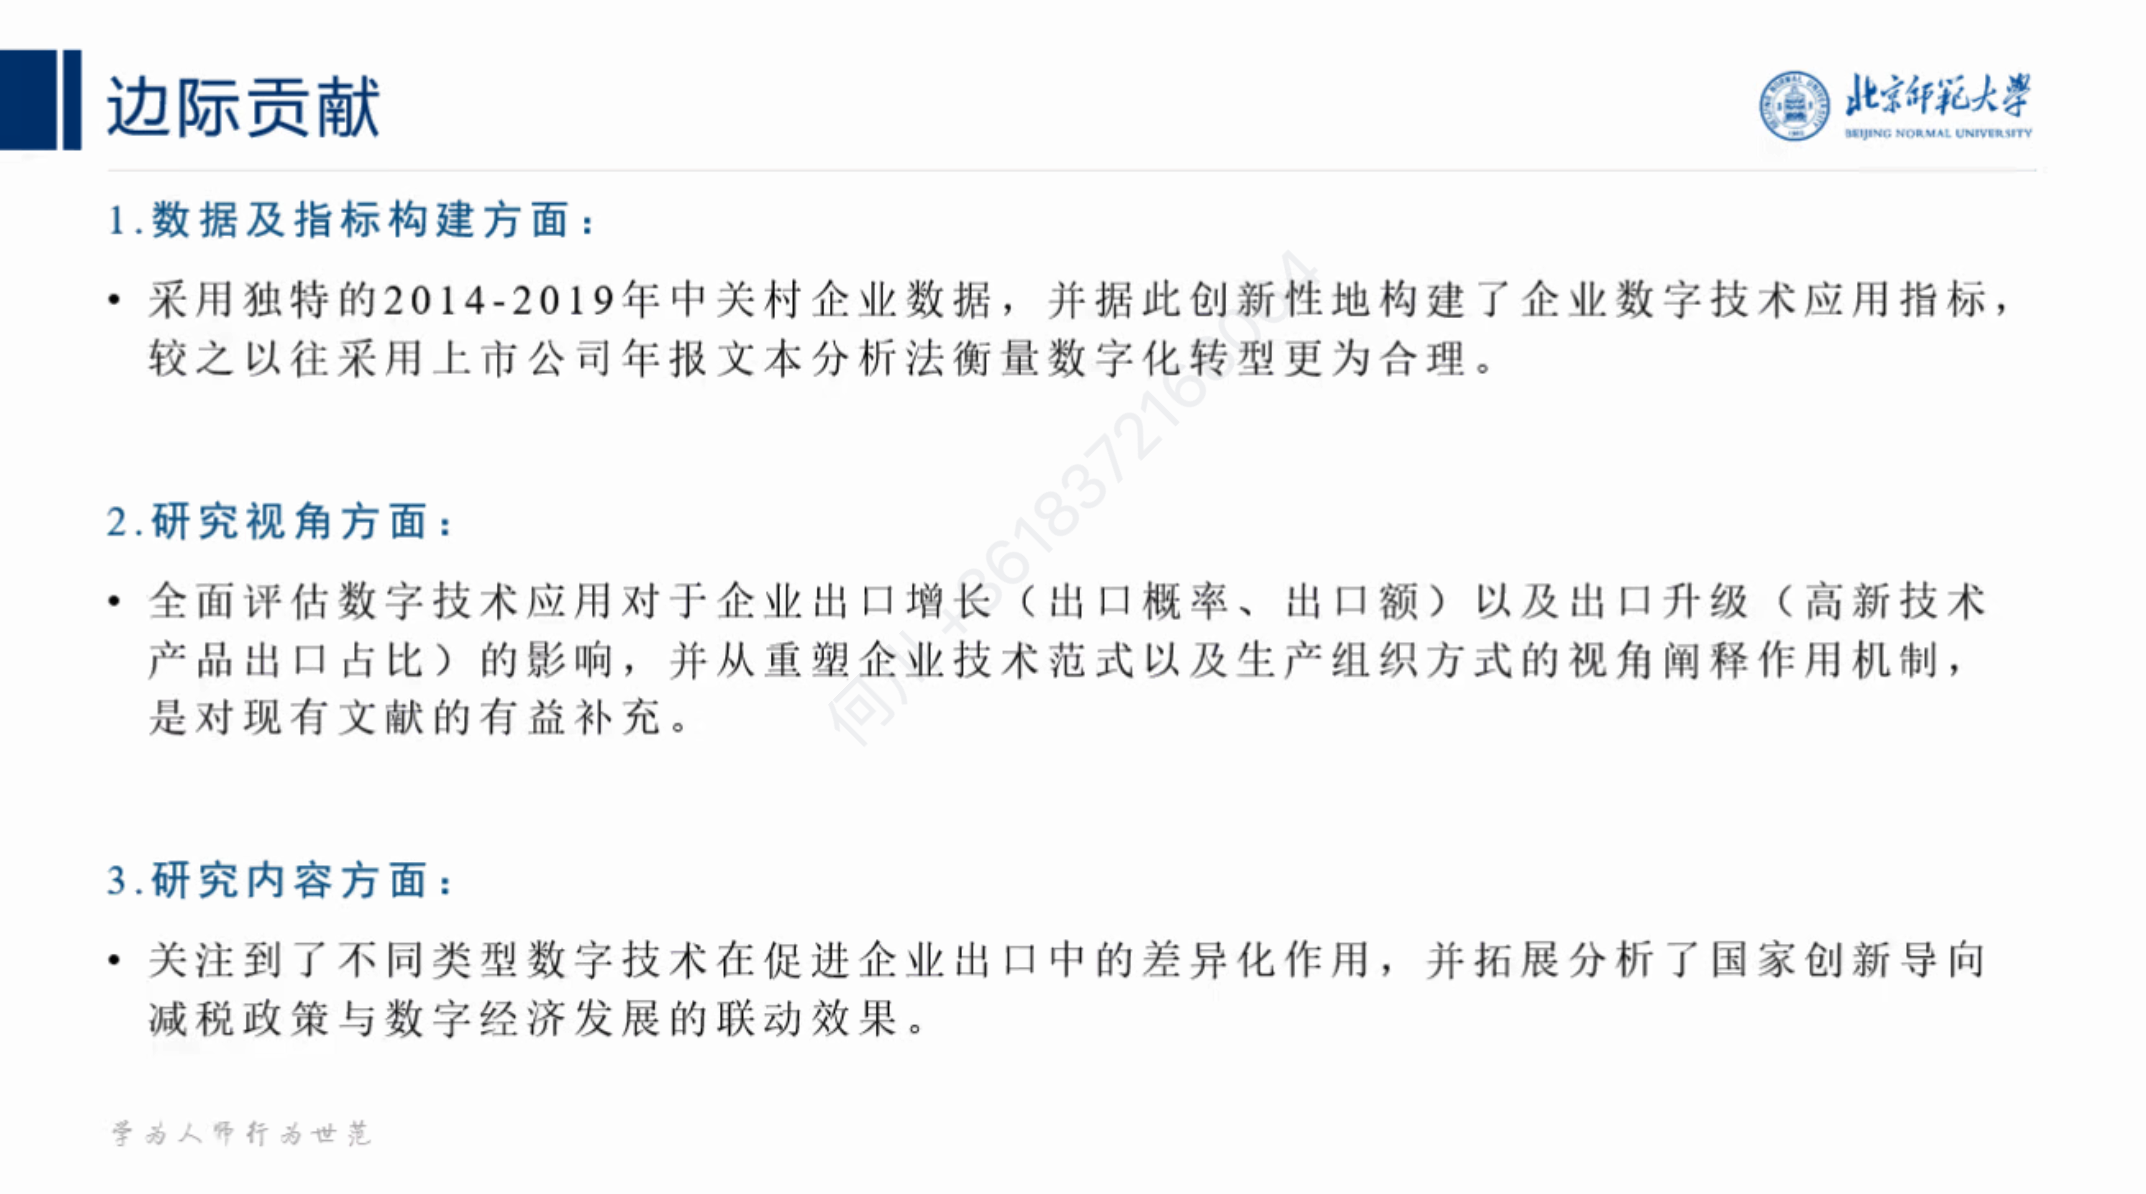 边际贡献
北京师范大学
BEIJING NORMAL UNIVERSITY
1.数据及指标构建方面：
• 采用独特的2014-2019年中关村企业数据，并据此创新性地构建了企业数字技术应用指标，
较之以往采用上市公司年报文本分析法衡量数字化转型更为合理。
2.研究视角方面：
• 全面评估数字技术应用对于企业出口增长（出口概率、出口额）以及出口升级（高新技术
产品出口占比）的影响，并从重塑企业技术范式以及生产组织方式的视角阐释作用机制，
是对现有文献的有益补充。
3.研究内容方面：
• 关注到了不同类型数字技术在促进企业出口中的差异化作用，并拓展分析了国家创新导向
减税政策与数字经济发展的联动效果。
学为人师行为世范